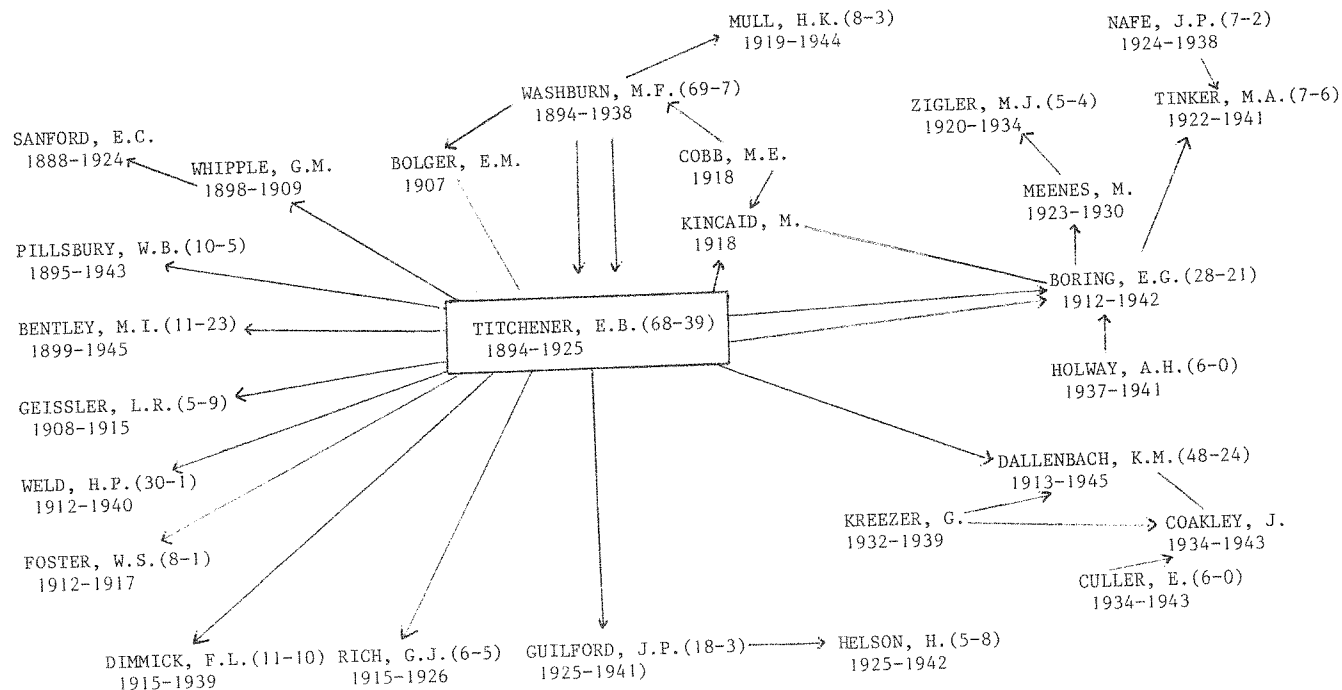 MULL, H.K.(8-3)
1919-1944
NAFE, J.P.(7-2)
1924-1938
WASHBURN, M.F.(69-7)
1894-1938
ZIGLER, M.J.(5-4)
1920-1934
TINKER, M.A.(7-6)
1922-1941
SANFORD, E.C.
1888-1924
WHIPPLE, G.M.
1898-1909
BOLGER, E.M.
1907
COBB, M.E.
1918
MEENES, M.
1923-1930
KINCAID, M.
1918
PILLSBURY, W.B.(10-5)
1895-1943
BORING, E.G.(28-21)
1912-1942
BENTLEY, M.I.(11-23)
1899-1945
TITCHENER, E.B.(68-39)
1894-1925
HOLWAY, A.H.(6-0)
1937-1941
GEISSLER, L.R.(5-9)
1908-1915
DALLENBACH, K.M.(48-24)
1913-1945
WELD, H.P.(30-1)
1912-1940
KREEZER, G.
1932-1939
COAKLEY, J.
1934-1943
FOSTER, W.S.(8-1)
1912-1917
CULLER, E.(6-0)
1934-1943
DIMMICK, F.L.(11-10)
1915-1939
RICH, G.J.(6-5)
1915-1926
GUILFORD, J.P.(18-3)
1925-1941)
HELSON, H.(5-8)
1925-1942